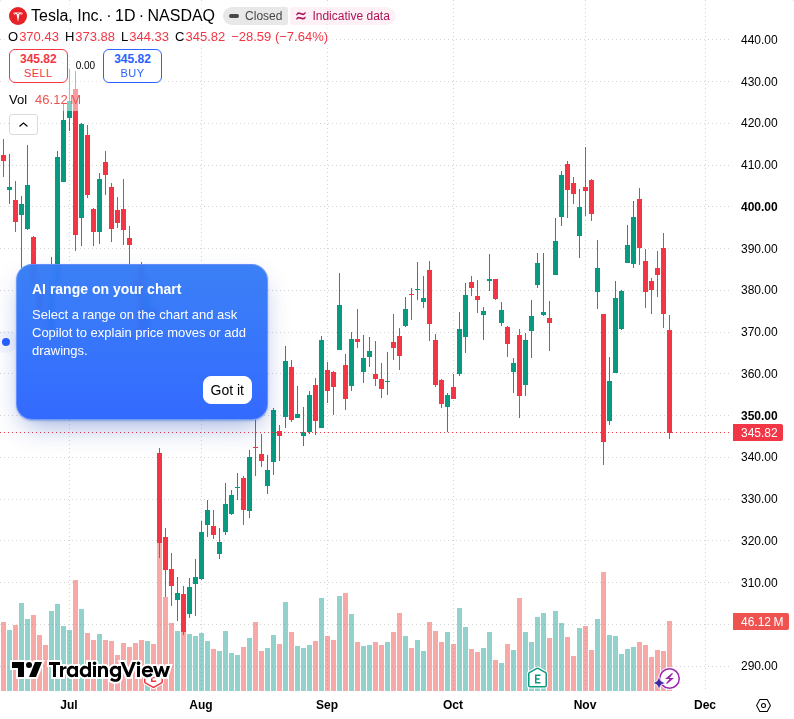 Tesla, Inc. · 1D · NASDAQ Closed Indicative data
O370.43 H373.88 L344.33 C345.82 −28.59 (−7.64%)
345.82 SELL 0.00 345.82 BUY
Vol 46.12 M
440.00
430.00
420.00
410.00
400.00
390.00
380.00
370.00
360.00
350.00
345.82
340.00
330.00
320.00
310.00
46.12 M
290.00
AI range on your chart
Select a range on the chart and ask
Copilot to explain price moves or add
drawings.
Got it
TradingView
E
E
Jul Aug Sep Oct Nov Dec